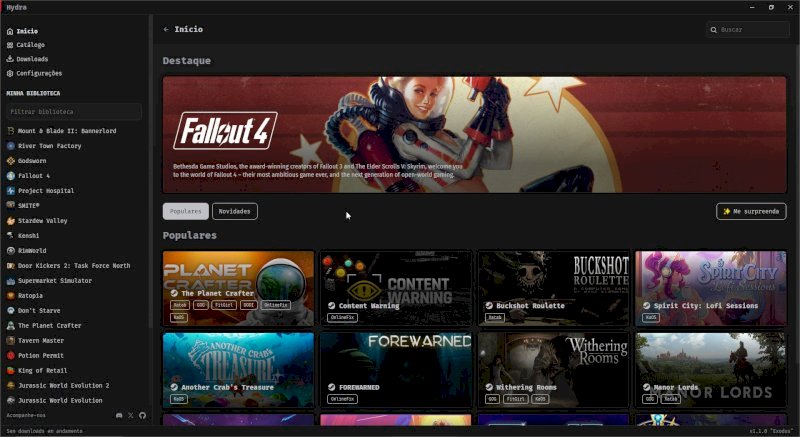 Hydra
Início
Catálogo
Downloads
Configurações
MINHA BIBLIOTECA
Filtrar biblioteca
Mount & Blade II: Bannerlord
River Town Factory
Godsworn
Fallout 4
Project Hospital
SMITE®
Stardew Valley
Kenshi
RimWorld
Door Kickers 2: Task Force North
Supermarket Simulator
Ratopia
Don't Starve
The Planet Crafter
Tavern Master
Potion Permit
King of Retail
Jurassic World Evolution 2
Jurassic World Evolution
Acompanhe-nos
Sem downloads em andamento
Início
Buscar
Destaque
Fallout 4
Bethesda Game Studios, the award-winning creators of Fallout 3 and The Elder Scrolls V: Skyrim, welcome you
to the world of Fallout 4 – their most ambitious game ever, and the next generation of open-world gaming.
Populares
Novidades
Me surpreenda
Populares
PLANET CRAFTER
The Planet Crafter
Xatab GOG FitGirl DODI OnlineFix
KaOS
CONTENT WARNING
Content Warning
OnlineFix
BUCKSHOT ROULETTE
Buckshot Roulette
Xatab
SPIRIT CITY Lofi Sessions
Spirit City: Lofi Sessions
KaOS
ANOTHER CRAB'S TREASURE
Another Crab's Treasure
KaOS
FOREWARNED
FOREWARNED
OnlineFix
Withering Rooms
Withering Rooms
GOG FitGirl KaOS
MANOR LORDS
Manor Lords
GOG Xatab
v1.1.0 "Exodus"